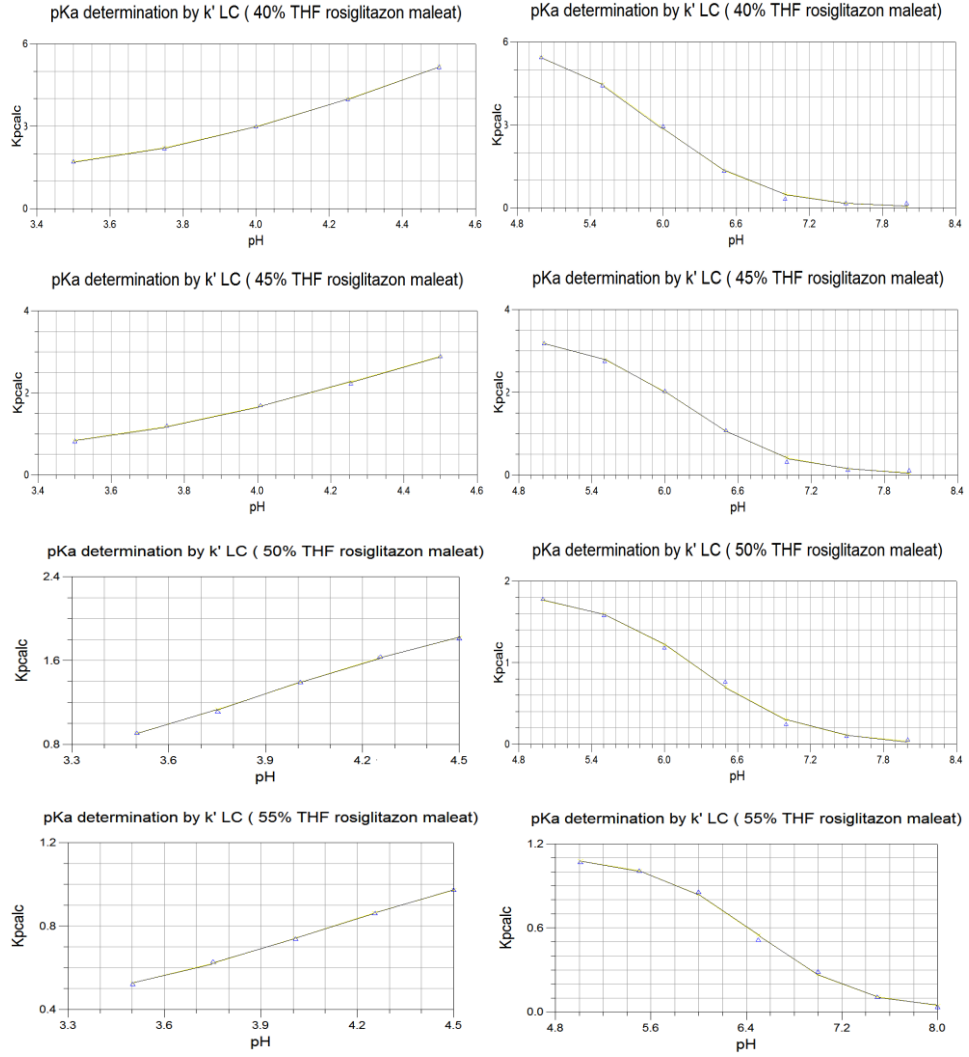 pKa determination by k' LC ( 40% THF rosiglitazon maleat)
6
3
0
Kpcalc
3.4 3.6 3.8 4.0 4.2 4.4 4.6
pH
pKa determination by k' LC ( 40% THF rosiglitazon maleat)
6
3
0
Kpcalc
4.8 5.4 6.0 6.6 7.2 7.8 8.4
pH
pKa determination by k' LC ( 45% THF rosiglitazon maleat)
4
2
0
Kpcalc
3.4 3.6 3.8 4.0 4.2 4.4 4.6
pH
pKa determination by k' LC ( 45% THF rosiglitazon maleat)
4
2
0
Kpcalc
4.8 5.4 6.0 6.6 7.2 7.8 8.4
pH
pKa determination by k' LC ( 50% THF rosiglitazon maleat)
2.4
1.6
0.8
Kpcalc
3.3 3.6 3.9 4.2 4.5
pH
pKa determination by k' LC ( 50% THF rosiglitazon maleat)
2
1
0
Kpcalc
4.8 5.4 6.0 6.6 7.2 7.8 8.4
pH
pKa determination by k' LC ( 55% THF rosiglitazon maleat)
1.2
0.8
0.4
Kpcalc
3.3 3.6 3.9 4.2 4.5
pH
pKa determination by k' LC ( 55% THF rosiglitazon maleat)
1.2
0.6
0.0
Kpcalc
4.8 5.6 6.4 7.2 8.0
pH